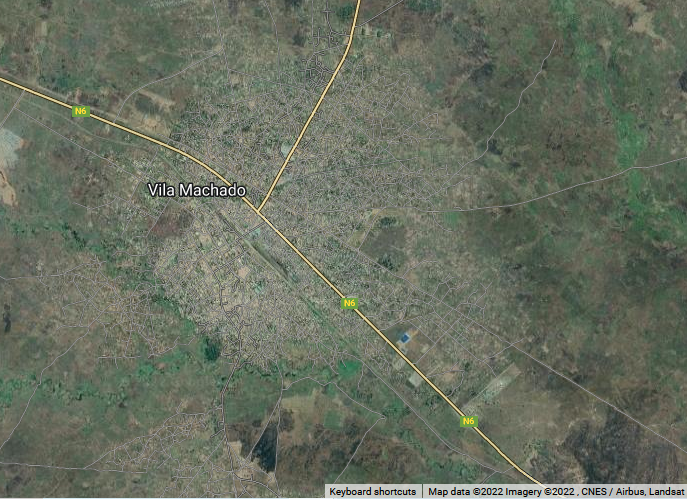 N6
Vila Machado
N6
N6
Keyboard shortcuts
Map data ©2022 Imagery ©2022 , CNES / Airbus, Landsat